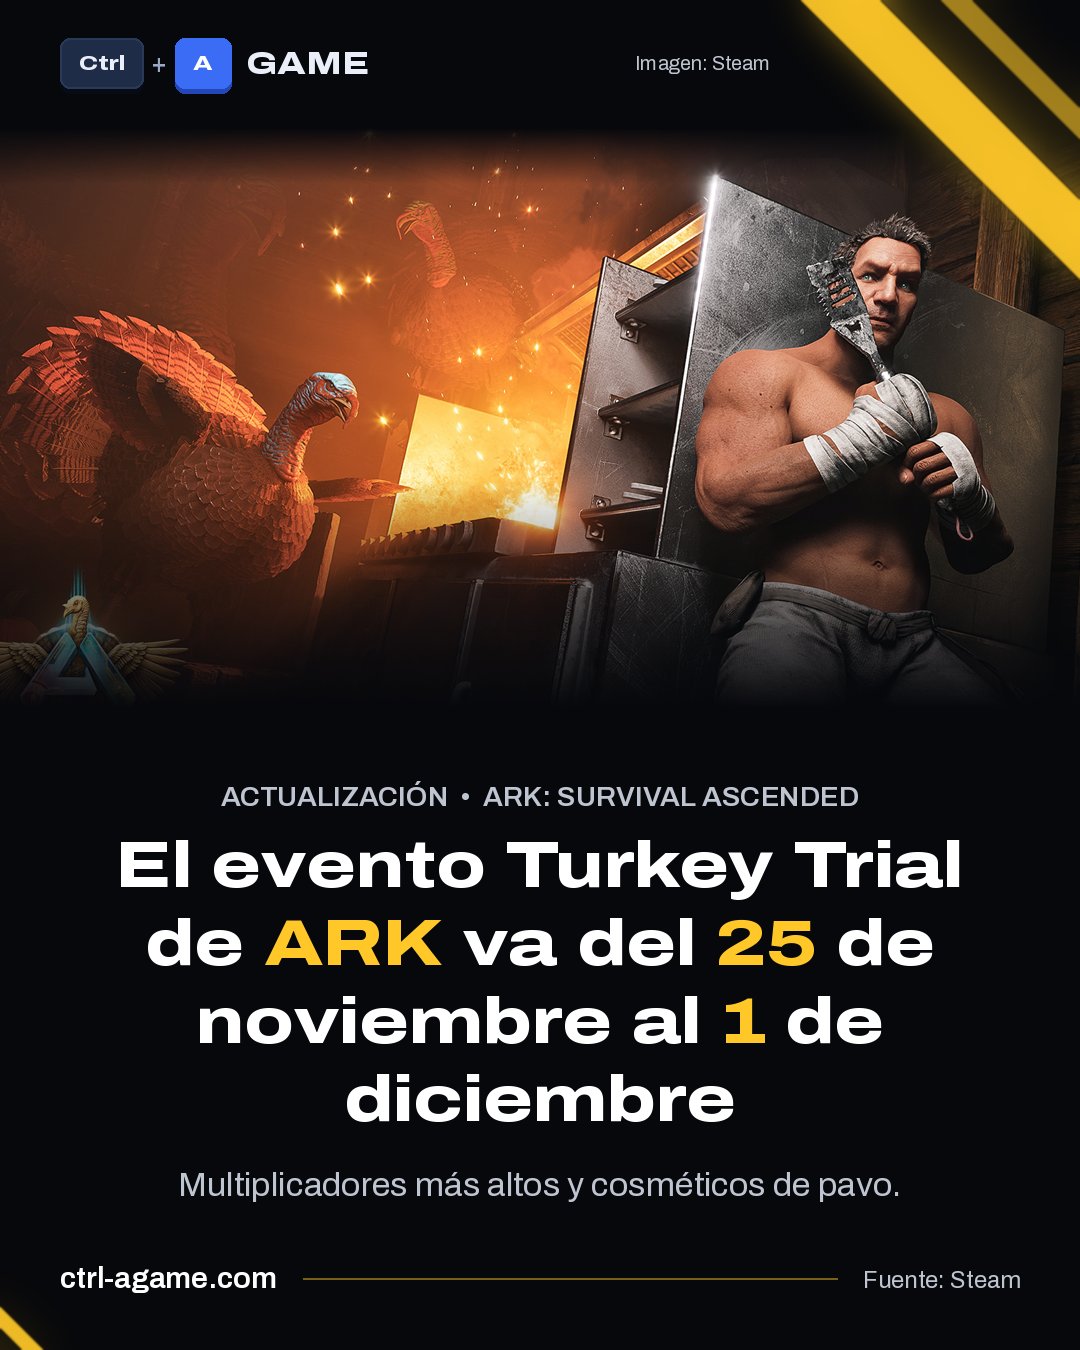 Ctrl + A GAME
Imagen: Steam
ACTUALIZACIÓN • ARK: SURVIVAL ASCENDED
El evento Turkey Trial
de ARK va del 25 de
noviembre al 1 de
diciembre
Multiplicadores más altos y cosméticos de pavo.
ctrl-agame.com
Fuente: Steam